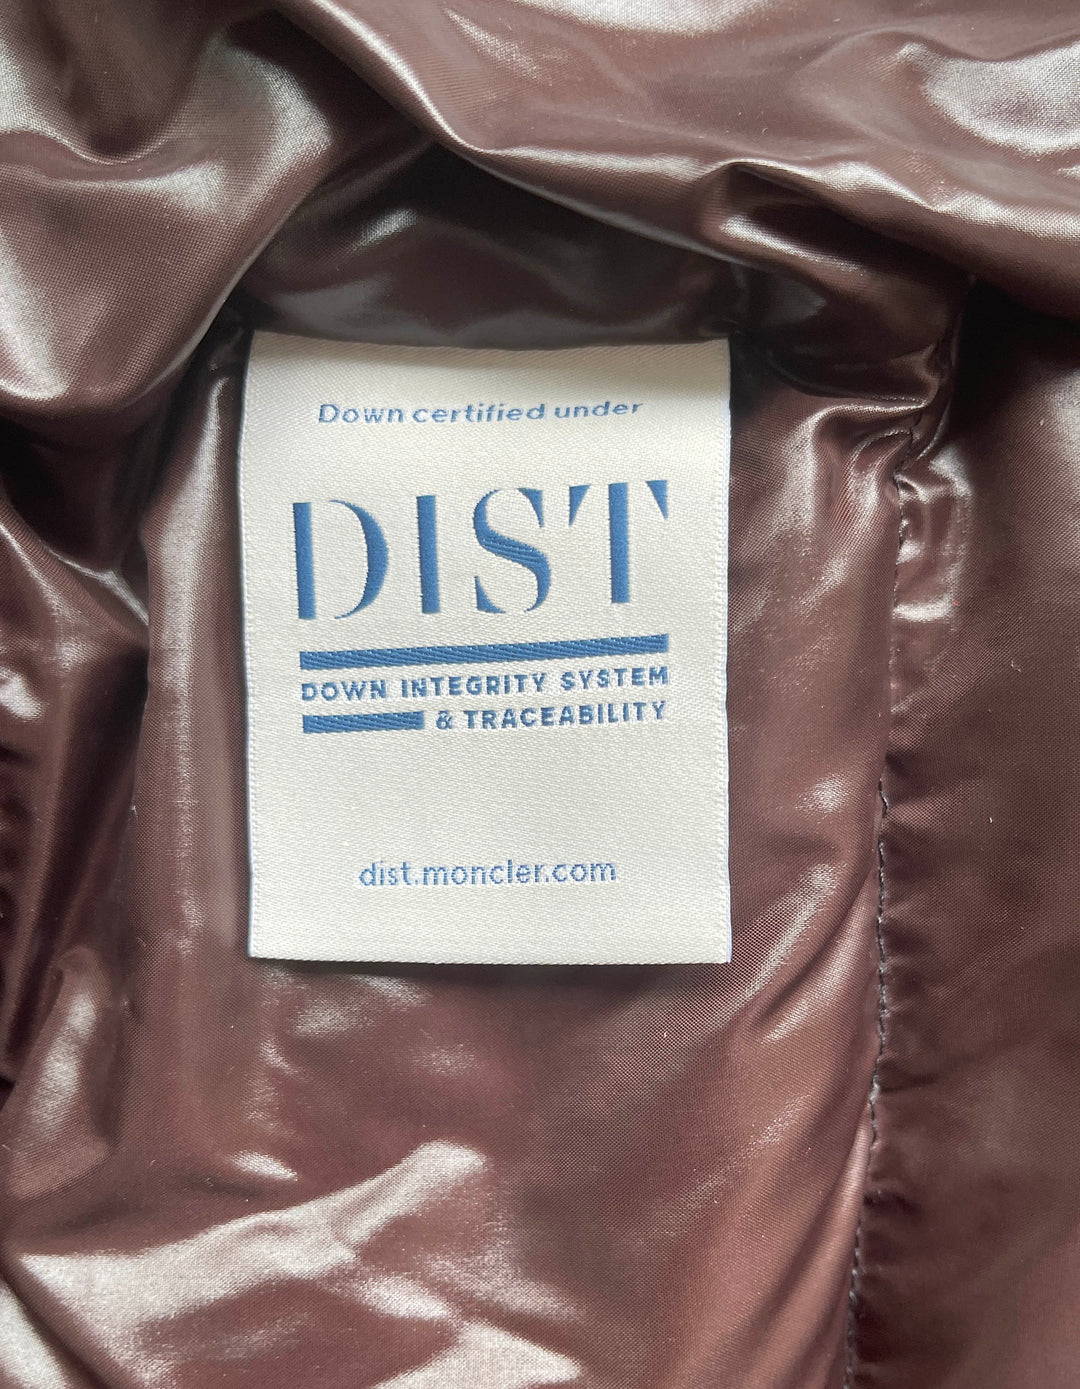 Down certified under
DIST
DOWN INTEGRITY SYSTEM
& TRACEABILITY
dist.moncler.com